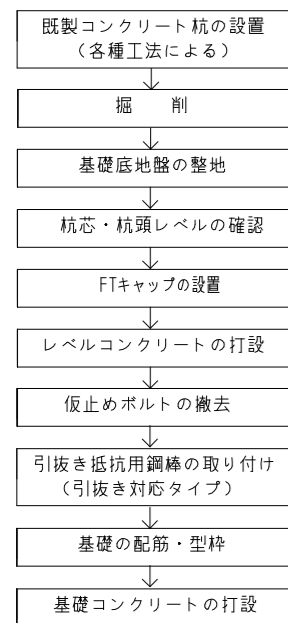 既製コンクリート杭の設置
（各種工法による）
掘　削
基礎底地盤の整地
杭芯・杭頭レベルの確認
FTキャップの設置
レベルコンクリートの打設
仮止めボルトの撤去
引抜き抵抗用鋼棒の取り付け
（引抜き対応タイプ）
基礎の配筋・型枠
基礎コンクリートの打設